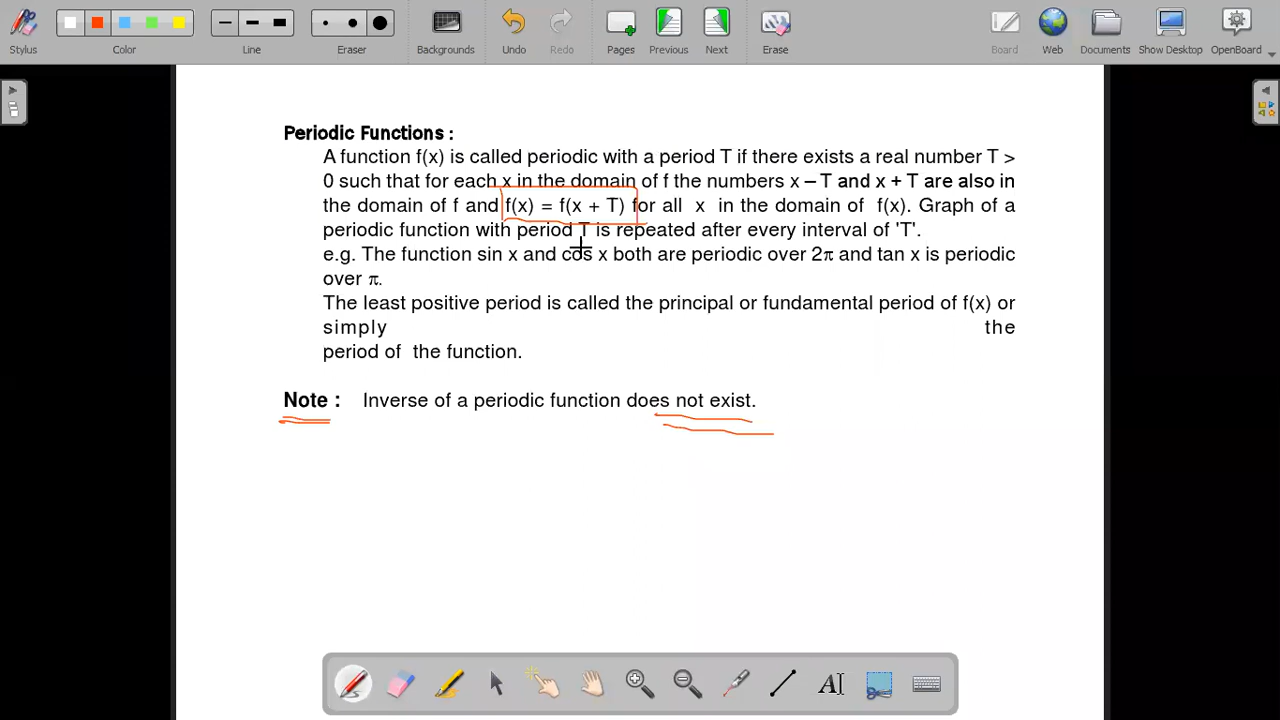 Stylus Color Line Eraser Backgrounds Undo Redo Pages Previous Next Erase Board Web Documents Show Desktop OpenBoard
Periodic Functions :
A function f(x) is called periodic with a period T if there exists a real number T >
0 such that for each x in the domain of f the numbers x – T and x + T are also in
the domain of f and f(x) = f(x + T) for all x in the domain of f(x). Graph of a
periodic function with period T is repeated after every interval of 'T'.
e.g. The function sin x and cos x both are periodic over 2π and tan x is periodic
over π.
The least positive period is called the principal or fundamental period of f(x) or
simply the
period of the function.
Note : Inverse of a periodic function does not exist.